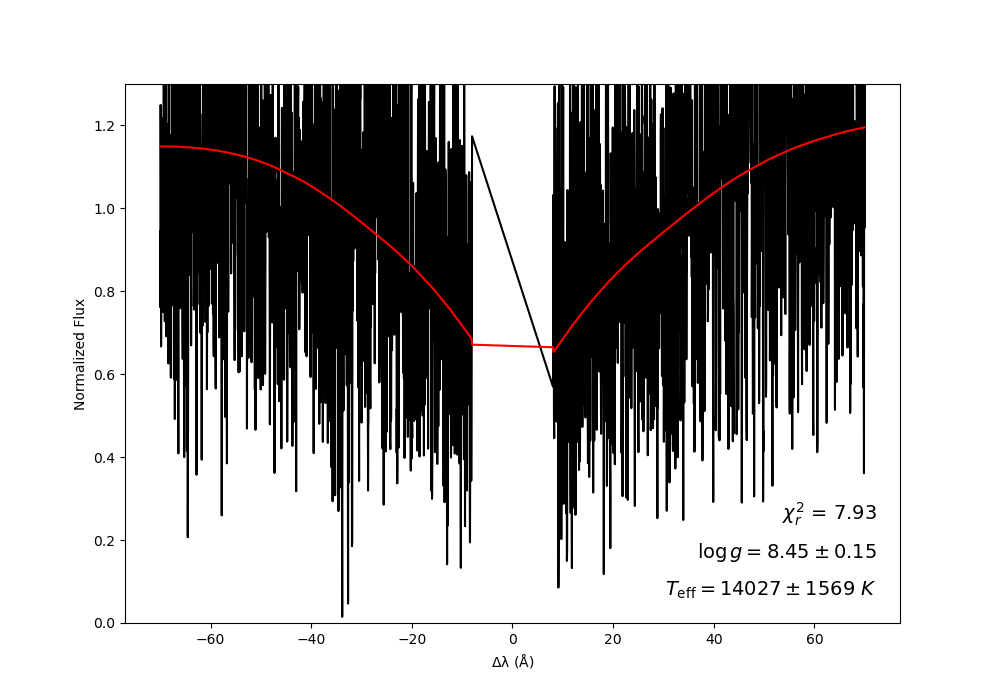 1.2
1.0
0.8
0.6
0.4
0.2
0.0
Normalized Flux
χ²ᵣ = 7.93
log g = 8.45 ± 0.15
T_eff = 14027 ± 1569 K
−60 −40 −20 0 20 40 60
Δλ (Å)